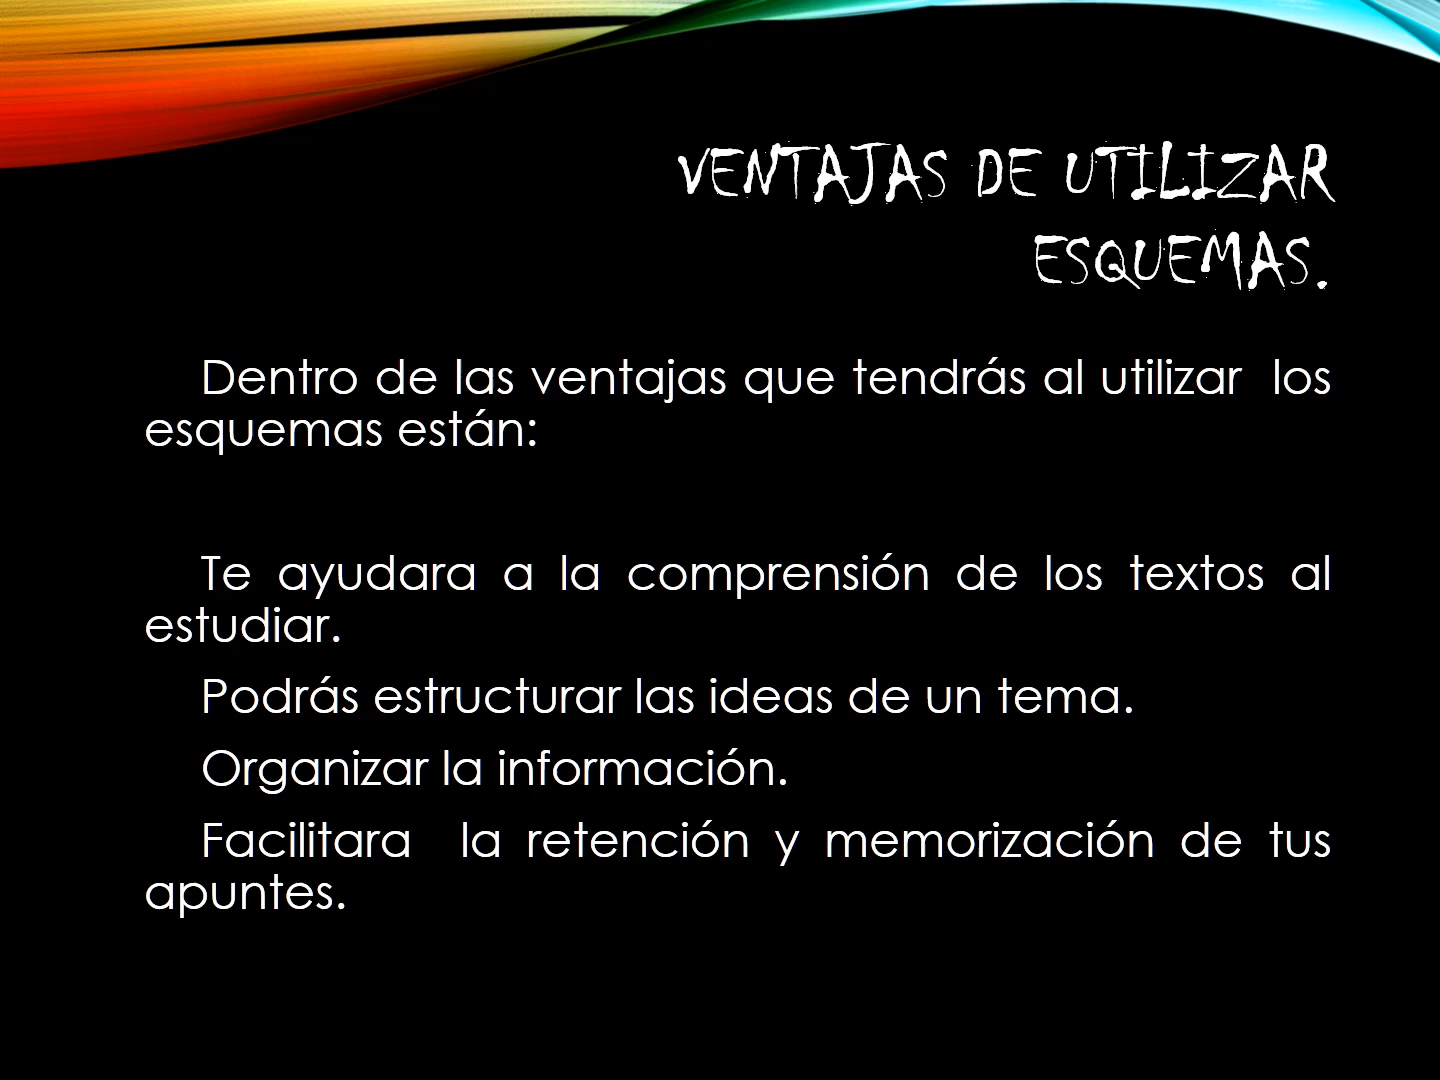 VENTAJAS DE UTILIZAR
ESQUEMAS.
Dentro de las ventajas que tendrás al utilizar  los
esquemas están:
Te ayudara a la comprensión de los textos al
estudiar.
Podrás estructurar las ideas de un tema.
Organizar la información.
Facilitara  la retención y memorización de tus
apuntes.